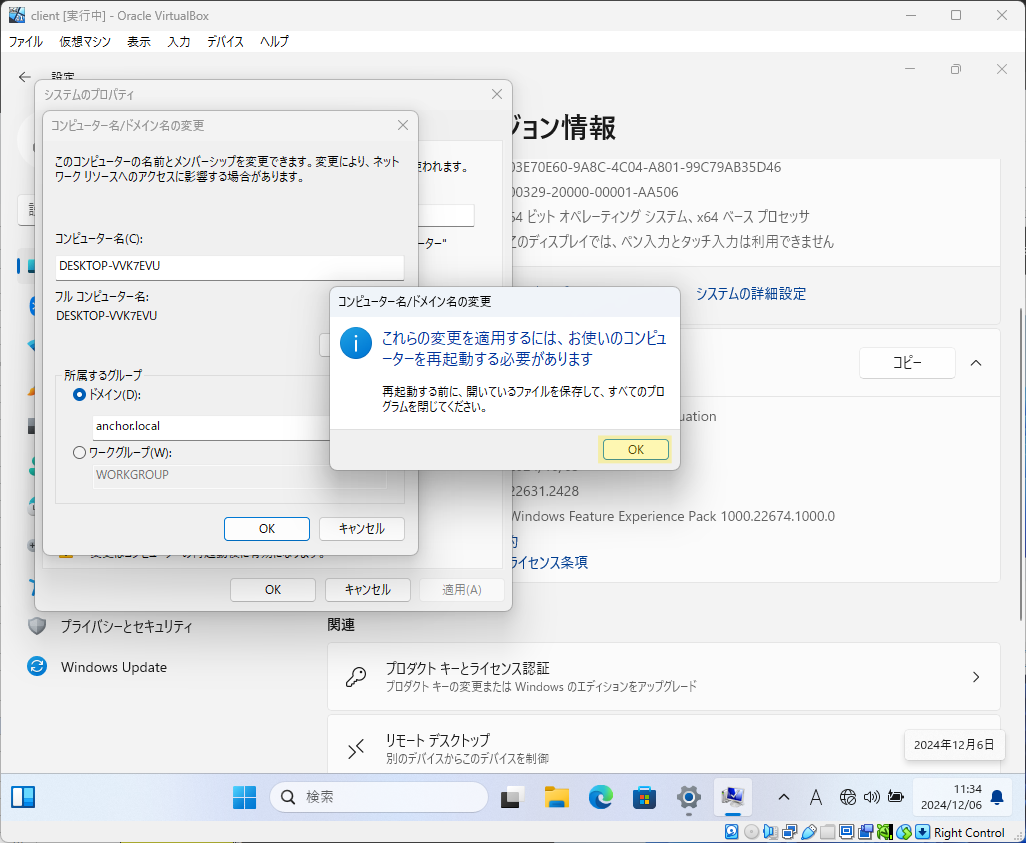 client [実行中] - Oracle VirtualBox
ファイル 仮想マシン 表示 入力 デバイス ヘルプ
設定
システムのプロパティ
コンピューター名/ドメイン名の変更
このコンピューターの名前とメンバーシップを変更できます。変更により、ネット
ワーク リソースへのアクセスに影響する場合があります。
コンピューター名(C):
DESKTOP-VVK7EVU
フル コンピューター名:
DESKTOP-VVK7EVU
所属するグループ
ドメイン(D):
anchor.local
ワークグループ(W):
WORKGROUP
OK キャンセル
われます。
ーター"
OK キャンセル 適用(A)
コンピューター名/ドメイン名の変更
これらの変更を適用するには、お使いのコンピュ
ーターを再起動する必要があります
再起動する前に、開いているファイルを保存して、すべてのプロ
グラムを閉じてください。
OK
ジョン情報
03E70E60-9A8C-4C04-A801-99C79AB35D46
00329-20000-00001-AA506
64 ビット オペレーティング システム、x64 ベース プロセッサ
このディスプレイでは、ペン入力とタッチ入力は利用できません
システムの詳細設定
コピー
uation
22631.2428
Windows Feature Experience Pack 1000.22674.1000.0
約
ライセンス条項
プライバシーとセキュリティ
Windows Update
関連
プロダクト キーとライセンス認証
プロダクト キーの変更または Windows のエディションをアップグレード
リモート デスクトップ
別のデバイスからこのデバイスを制御
2024年12月6日
検索
A
11:34
2024/12/06
Right Control